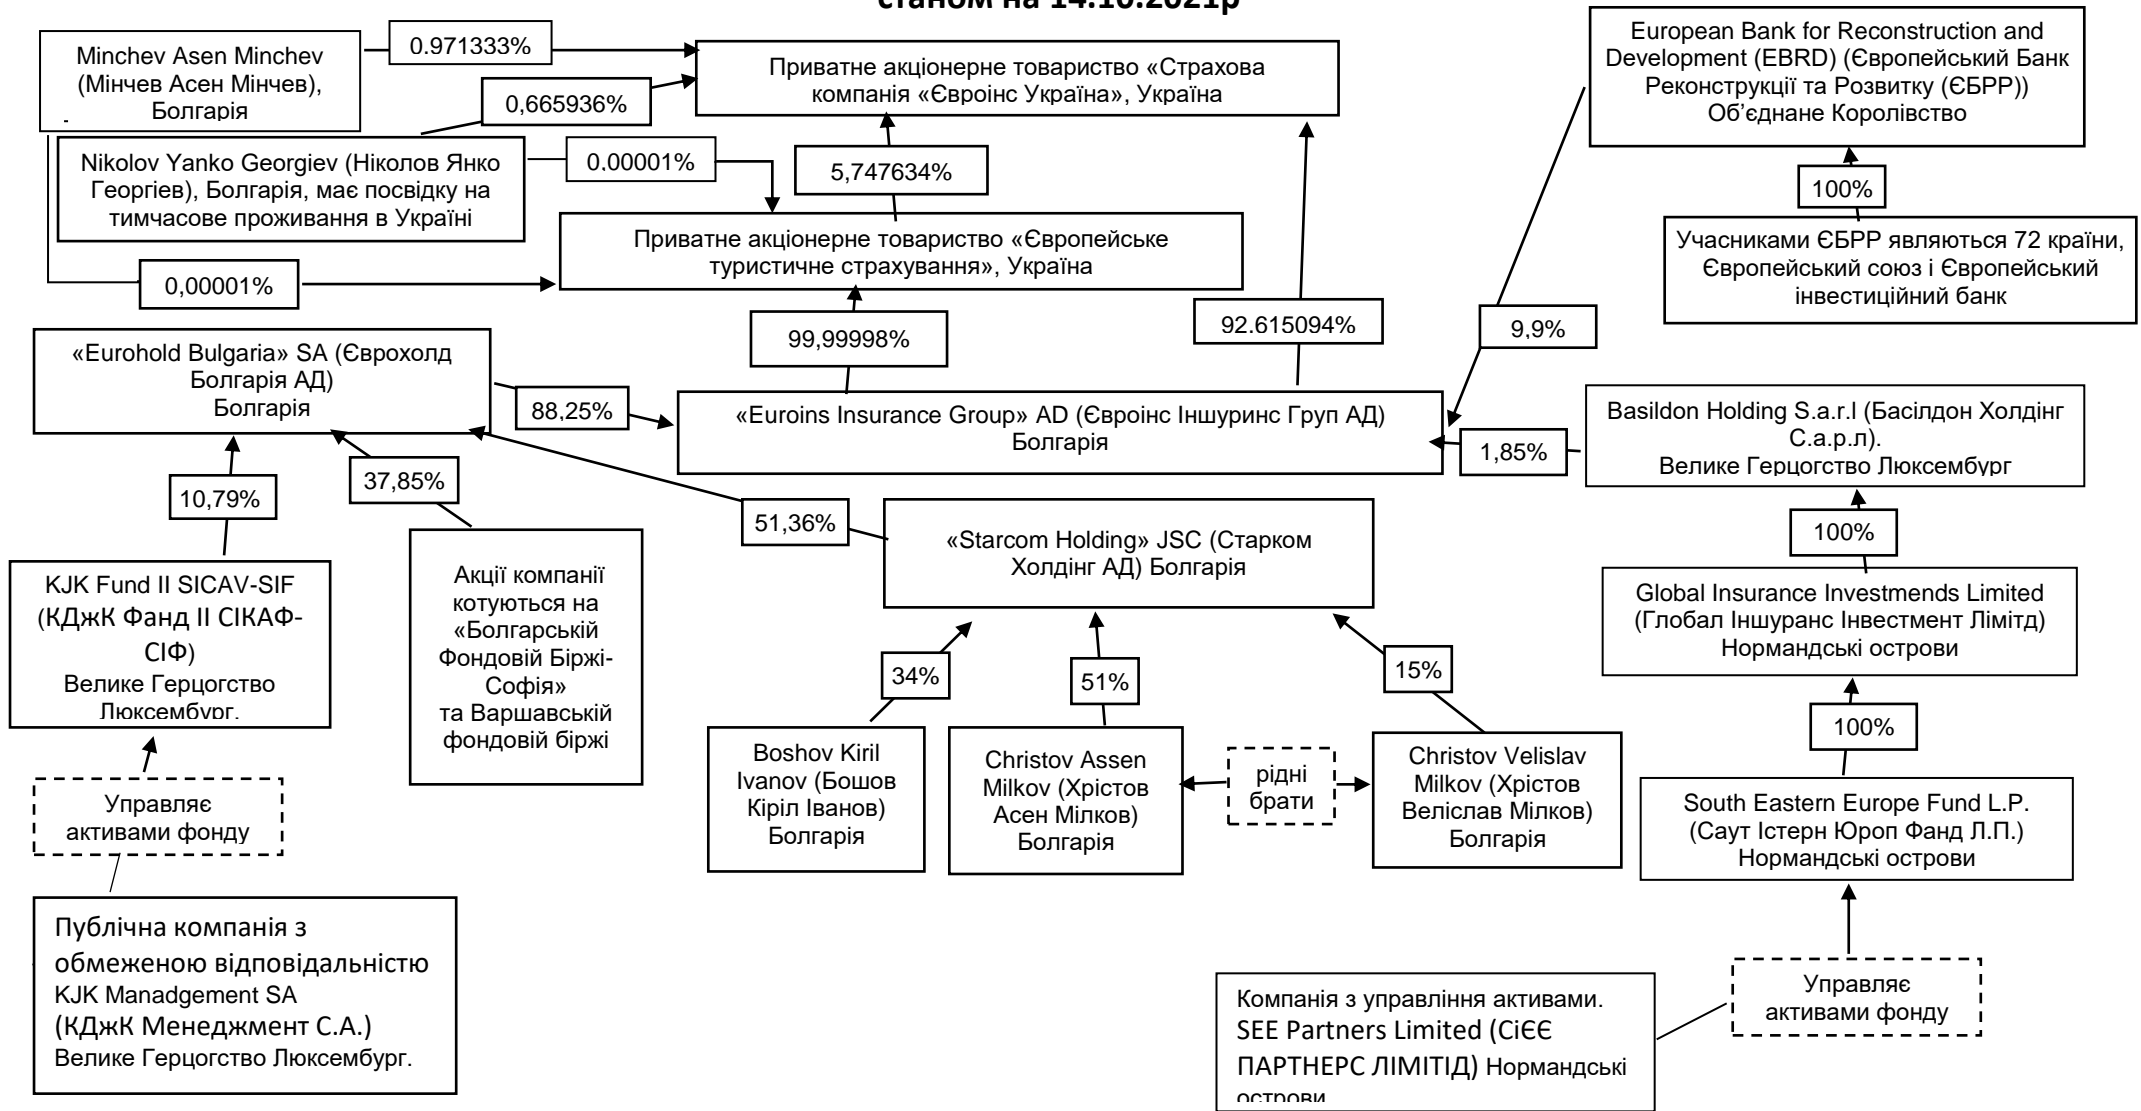 станом на 14.10.2021р
Minchev Asen Minchev
(Мінчев Асен Мінчев),
Болгарія
-
0.971333%
Приватне акціонерне товариство «Страхова
компанія «Євроінс Україна», Україна
European Bank for Reconstruction and
Development (EBRD) (Європейський Банк
Реконструкції та Розвитку (ЄБРР))
Об’єднане Королівство
0,665936%
Nikolov Yanko Georgiev (Ніколов Янко
Георгіев), Болгарія, має посвідку на
тимчасове проживання в Україні
0,00001%
5,747634%
100%
Приватне акціонерне товариство «Європейське
туристичне страхування», Україна
Учасниками ЄБРР являються 72 країни,
Європейський союз і Європейський
інвестиційний банк
0,00001%
99,99998%
92.615094%
9,9%
«Eurohold Bulgaria» SA (Єврохолд
Болгарія АД)
Болгарія
88,25%
«Euroins Insurance Group» AD (Євроінс Іншуринс Груп АД)
Болгарія
1,85%
Basildon Holding S.a.r.l (Басілдон Холдінг
С.а.р.л).
Велике Герцогство Люксембург
10,79%
37,85%
51,36%
«Starcom Holding» JSC (Старком
Холдінг АД) Болгарія
100%
KJK Fund II SICAV-SIF
(КДжК Фанд II СІКАФ-
СІФ)
Велике Герцогство
Люксембург.
Акції компанії
котуються на
«Болгарській
Фондовій Біржі-
Софія»
та Варшавській
фондовій біржі
Global Insurance Investmends Limited
(Глобал Іншуранс Інвестмент Лімітд)
Нормандські острови
34%
51%
15%
100%
Boshov Kiril
Ivanov (Бошов
Кіріл Іванов)
Болгарія
Christov Assen
Milkov (Хрістов
Асен Мілков)
Болгарія
рідні
брати
Christov Velislav
Milkov (Хрістов
Веліслав Мілков)
Болгарія
Управляє
активами фонду
South Eastern Europe Fund L.P.
(Саут Істерн Юроп Фанд Л.П.)
Нормандські острови
Публічна компанія з
обмеженою відповідальністю
KJK Manadgement SA
(КДжК Менеджмент С.А.)
Велике Герцогство Люксембург.
Компанія з управління активами.
SEE Partners Limited (СіЄЄ
ПАРТНЕРС ЛІМІТІД) Нормандські
острови
Управляє
активами фонду